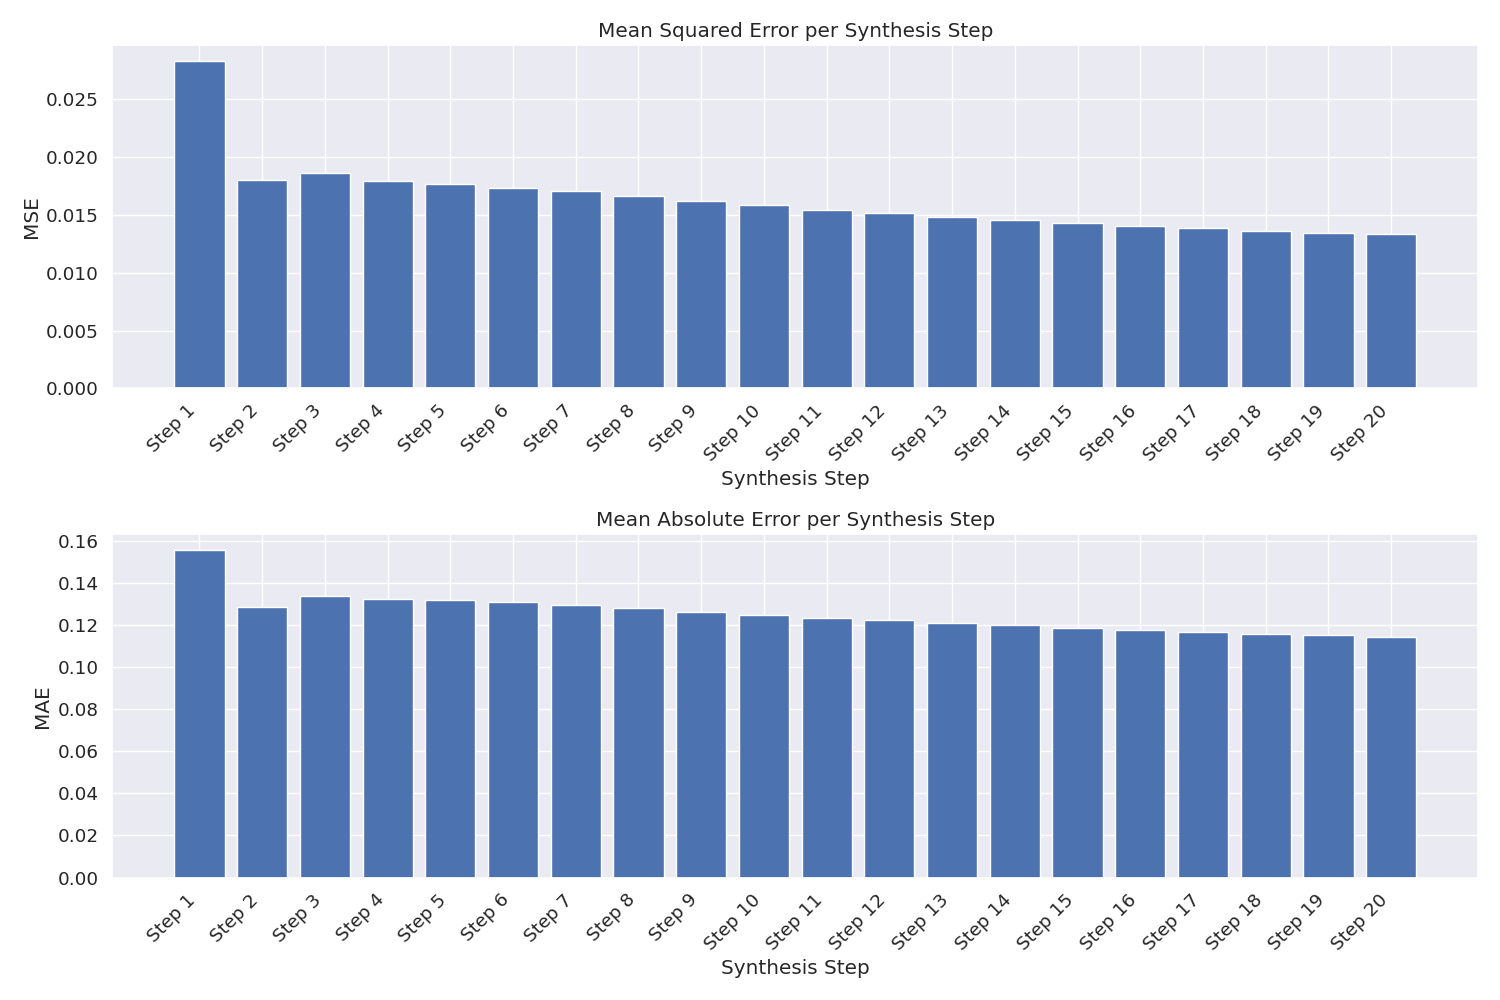 Mean Squared Error per Synthesis Step
MSE
0.025
0.020
0.015
0.010
0.005
0.000
Step 1
Step 2
Step 3
Step 4
Step 5
Step 6
Step 7
Step 8
Step 9
Step 10
Step 11
Step 12
Step 13
Step 14
Step 15
Step 16
Step 17
Step 18
Step 19
Step 20
Synthesis Step
Mean Absolute Error per Synthesis Step
MAE
0.16
0.14
0.12
0.10
0.08
0.06
0.04
0.02
0.00
Step 1
Step 2
Step 3
Step 4
Step 5
Step 6
Step 7
Step 8
Step 9
Step 10
Step 11
Step 12
Step 13
Step 14
Step 15
Step 16
Step 17
Step 18
Step 19
Step 20
Synthesis Step